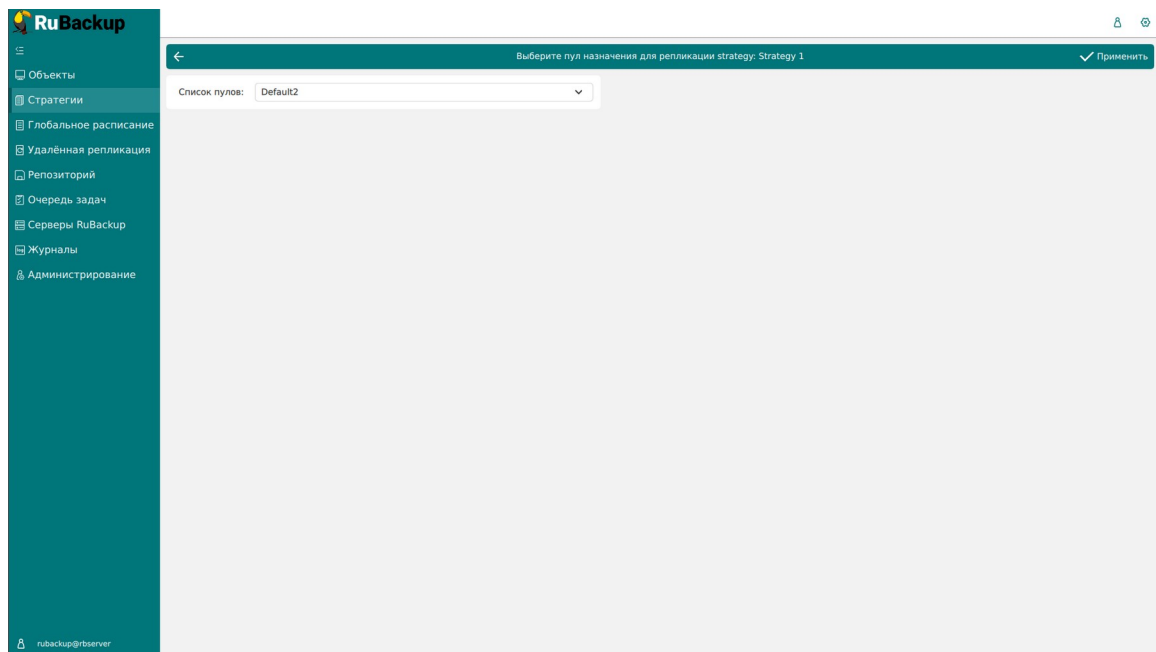 RuBackup
Выберите пул назначения для репликации strategy: Strategy 1
Применить
Объекты
Стратегии
Глобальное расписание
Удалённая репликация
Репозиторий
Очередь задач
Серверы RuBackup
Журналы
Администрирование
Список пулов: Default2
rubackup@rbserver